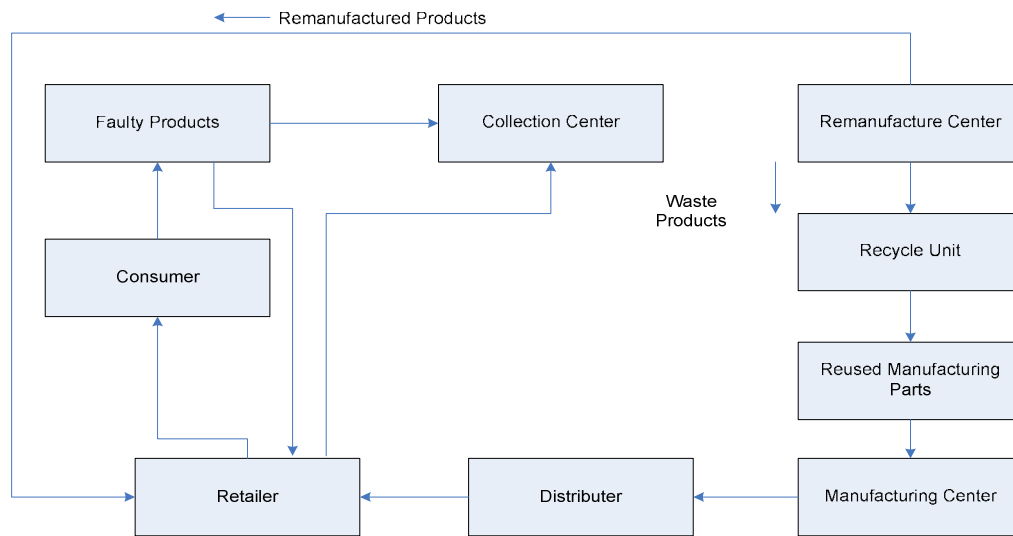 Remanufactured Products
Faulty Products
Collection Center
Remanufacture Center
Waste
Products
Recycle Unit
Consumer
Reused Manufacturing
Parts
Retailer
Distributer
Manufacturing Center